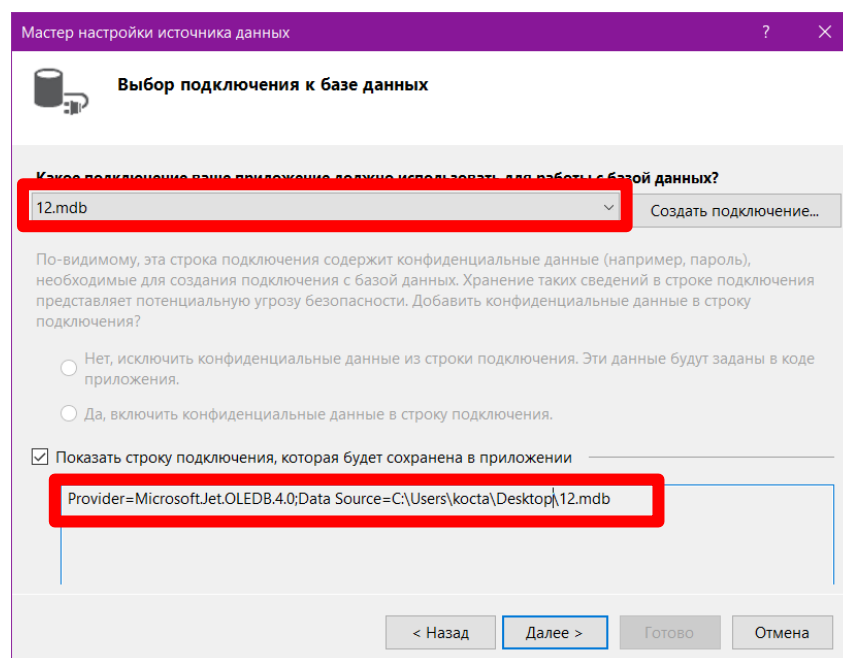 Мастер настройки источника данных ?
Выбор подключения к базе данных
Какое подключение ваше приложение должно использовать для работы с базой данных?
12.mdb
Создать подключение...
По-видимому, эта строка подключения содержит конфиденциальные данные (например, пароль),
необходимые для создания подключения с базой данных. Хранение таких сведений в строке подключения
представляет потенциальную угрозу безопасности. Добавить конфиденциальные данные в строку
подключения?
Нет, исключить конфиденциальные данные из строки подключения. Эти данные будут заданы в коде
приложения.
Да, включить конфиденциальные данные в строку подключения.
Показать строку подключения, которая будет сохранена в приложении
Provider=Microsoft.Jet.OLEDB.4.0;Data Source=C:\Users\kocta\Desktop\12.mdb
< Назад Далее > Готово Отмена